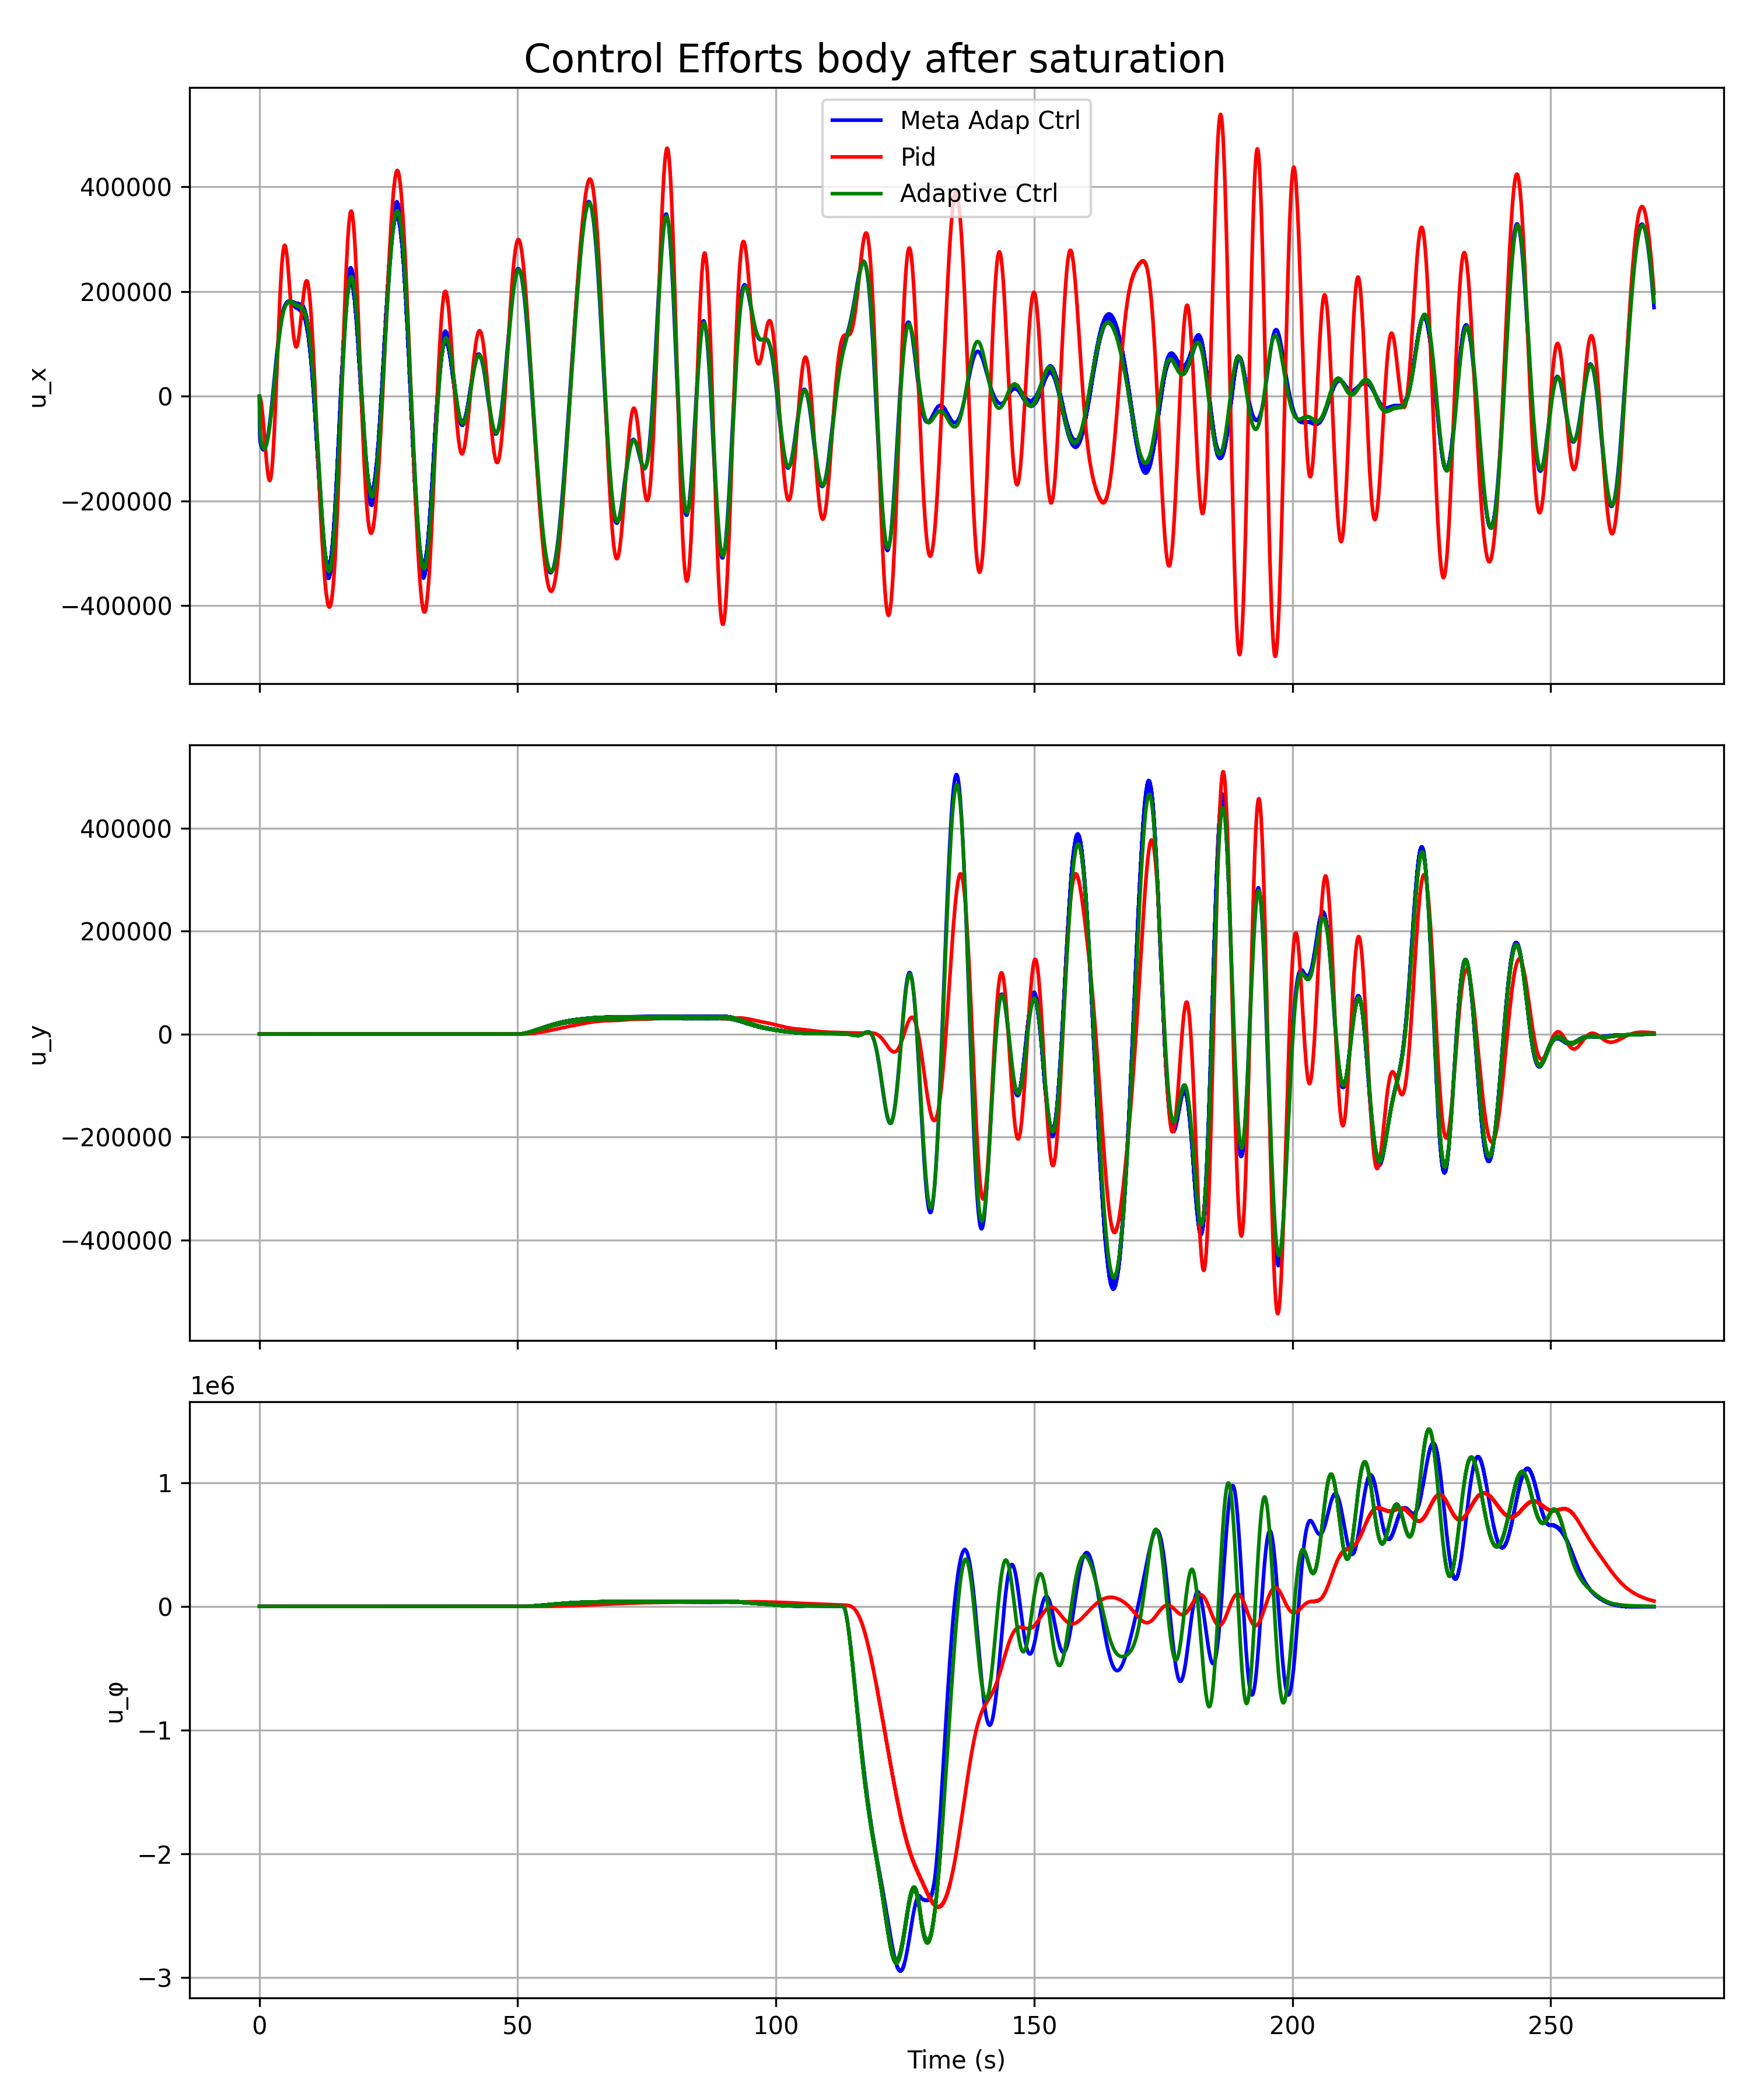 Control Efforts body after saturation
Meta Adap Ctrl
Pid
Adaptive Ctrl
400000
200000
0
−200000
−400000
u_x
400000
200000
0
−200000
−400000
u_y
1e6
1
0
−1
−2
−3
u_φ
0 50 100 150 200 250
Time (s)